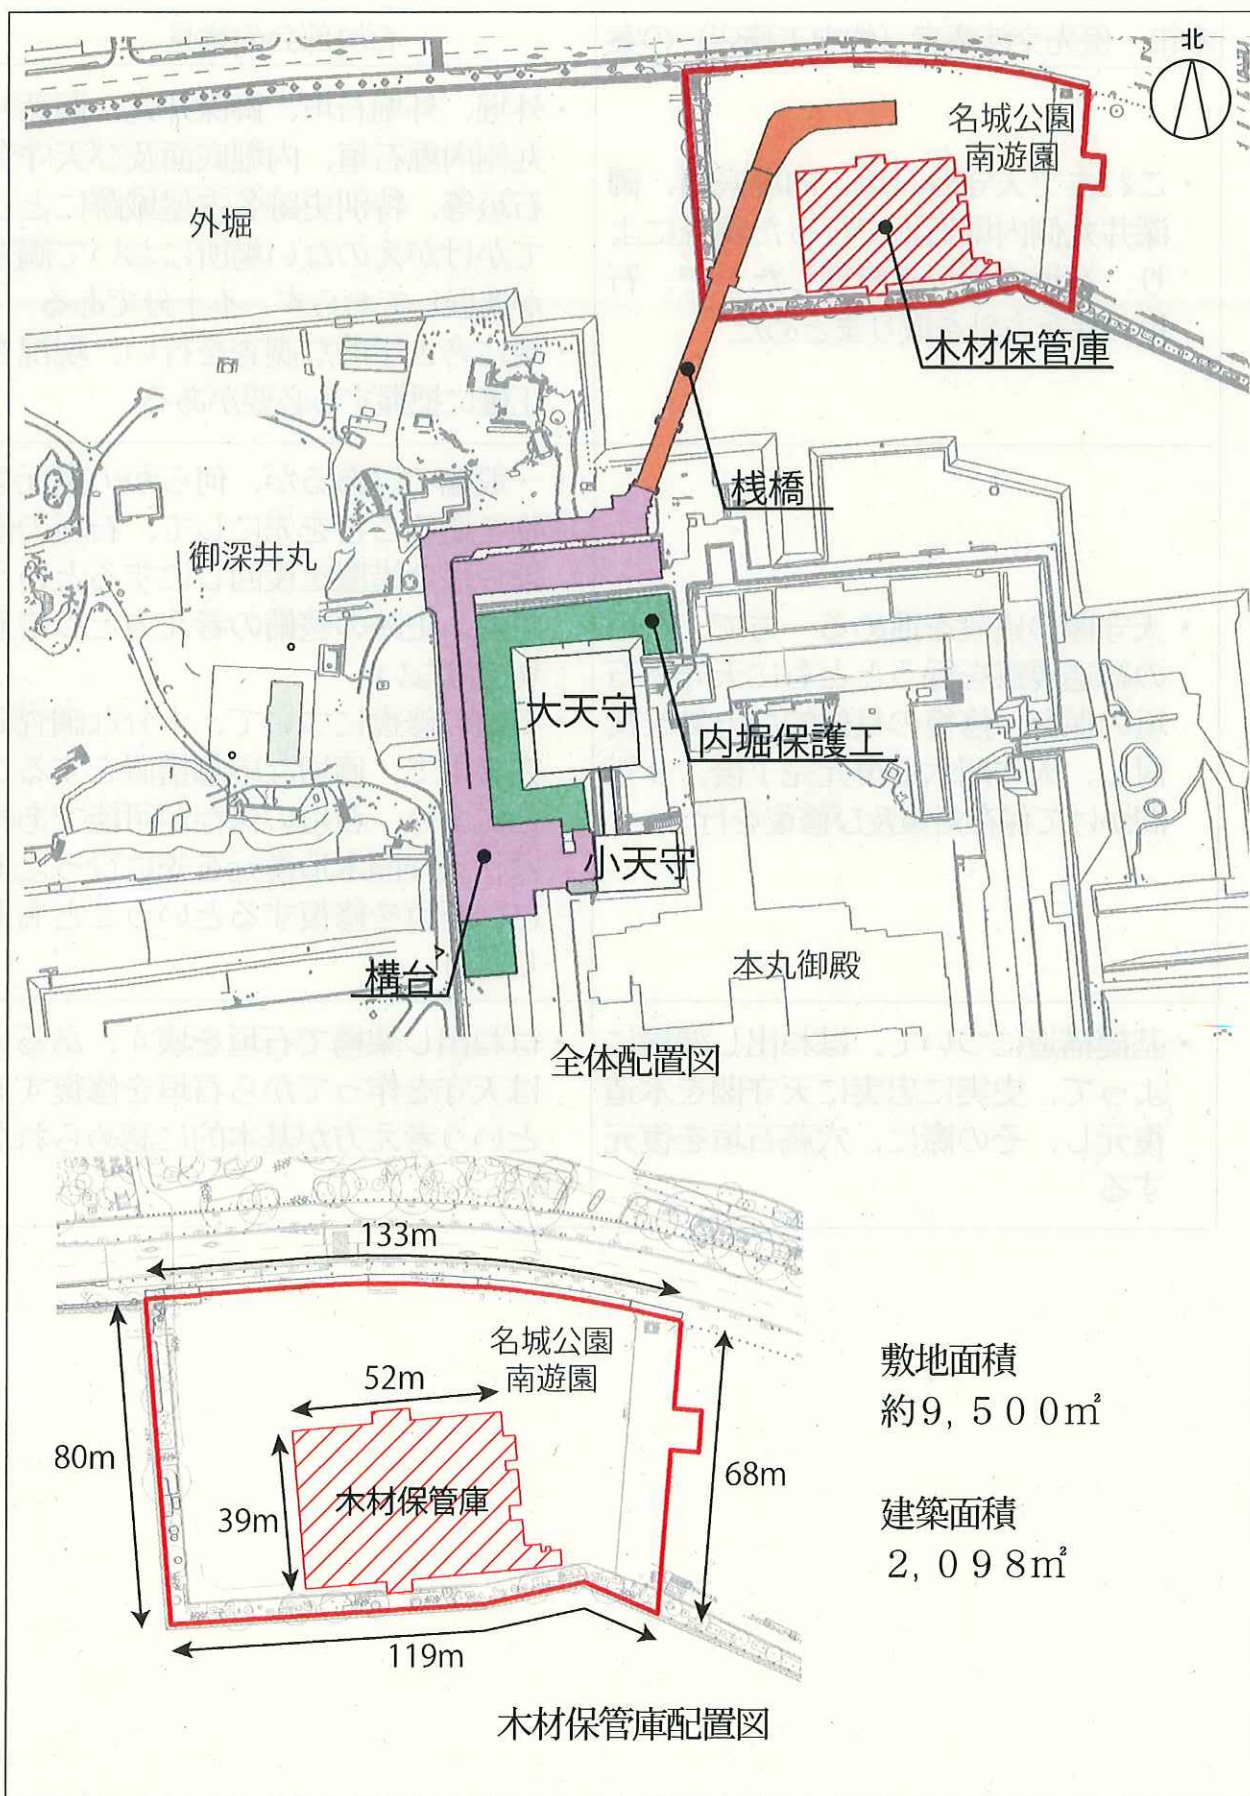 北
名城公園
南遊園
外堀
木材保管庫
桟橋
御深井丸
大天守
内堀保護工
小天守
構台
本丸御殿
全体配置図
133m
名城公園
南遊園
52m
敷地面積
約9,500㎡
80m
68m
木材保管庫
39m
建築面積
2,098㎡
119m
木材保管庫配置図